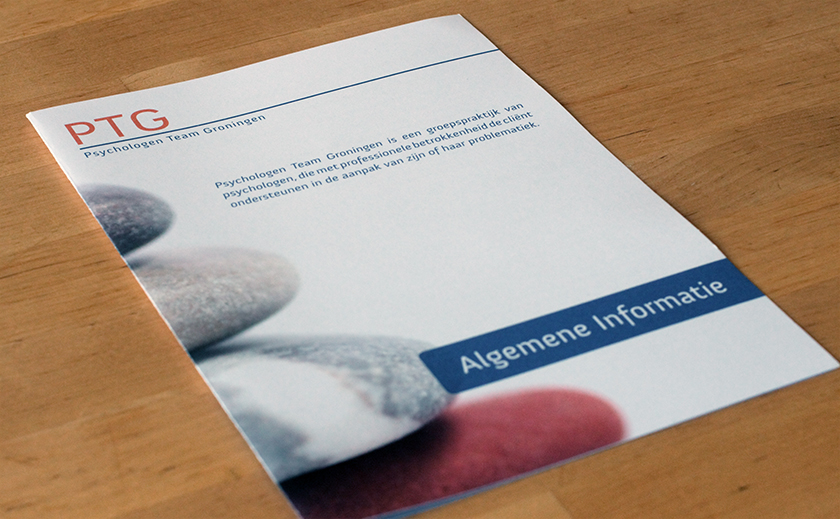 PTG
Psychologen Team Groningen
Psychologen Team Groningen is een groepspraktijk van
psychologen, die met professionele betrokkenheid de cliënt
ondersteunen in de aanpak van zijn of haar problematiek.
Algemene Informatie